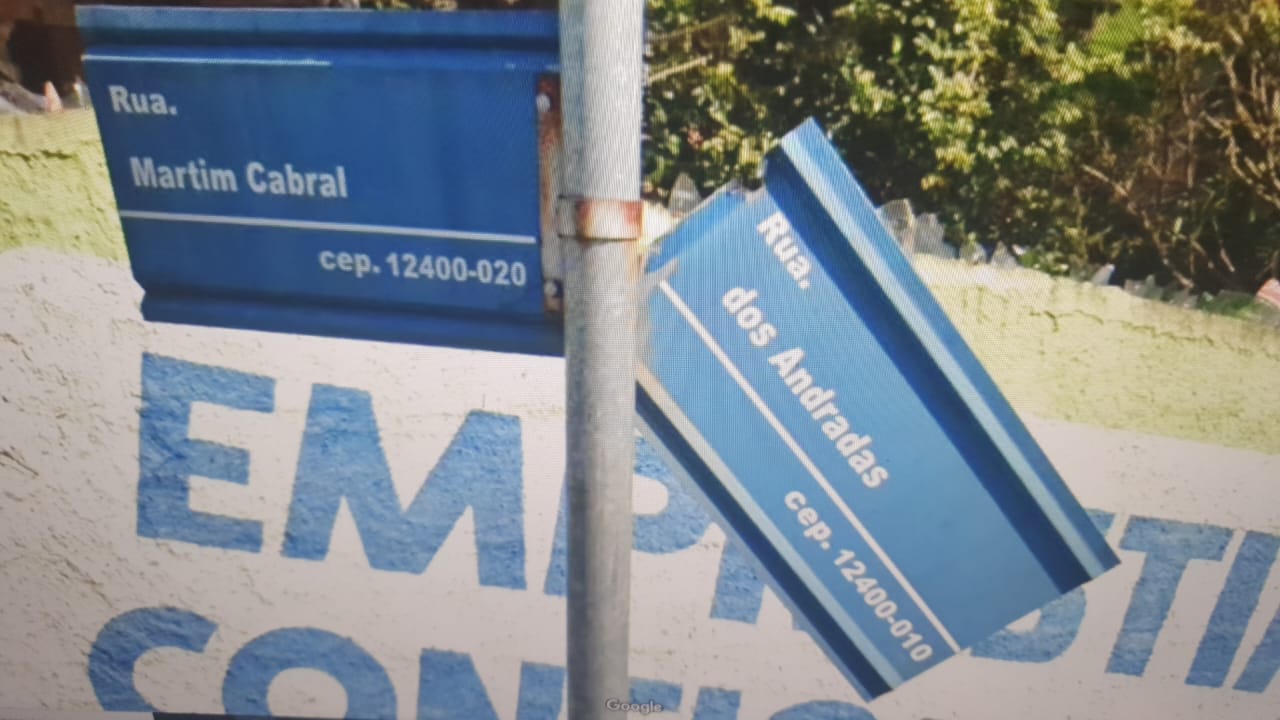 Rua.
Martim Cabral
cep. 12400-020
Rua.
dos Andradas
cep. 12400-010
Google